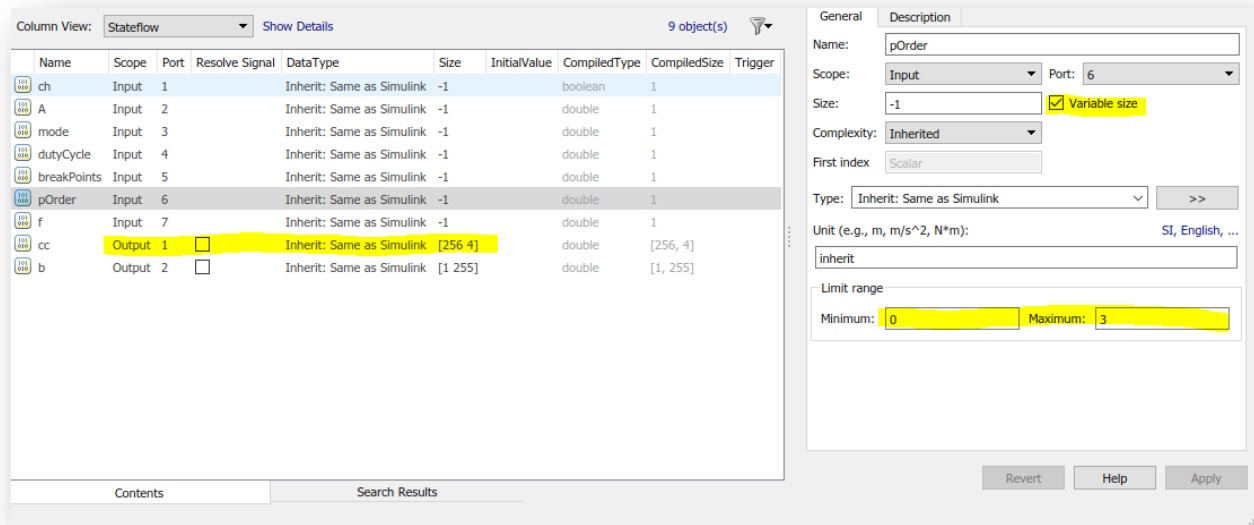 Column View: Stateflow Show Details 9 object(s)
Name Scope Port Resolve Signal DataType Size InitialValue CompiledType CompiledSize Trigger
ch Input 1 Inherit: Same as Simulink -1 boolean 1
A Input 2 Inherit: Same as Simulink -1 double 1
mode Input 3 Inherit: Same as Simulink -1 double 1
dutyCycle Input 4 Inherit: Same as Simulink -1 double 1
breakPoints Input 5 Inherit: Same as Simulink -1 double 1
pOrder Input 6 Inherit: Same as Simulink -1 double 1
f Input 7 Inherit: Same as Simulink -1 double 1
cc Output 1 Inherit: Same as Simulink [256 4] double [256, 4]
b Output 2 Inherit: Same as Simulink [1 255] double [1, 255]
Contents Search Results
General Description
Name: pOrder
Scope: Input Port: 6
Size: -1 Variable size
Complexity: Inherited
First index Scalar
Type: Inherit: Same as Simulink >>
Unit (e.g., m, m/s^2, N*m): SI, English, ...
inherit
Limit range
Minimum: 0 Maximum: 3
Revert Help Apply